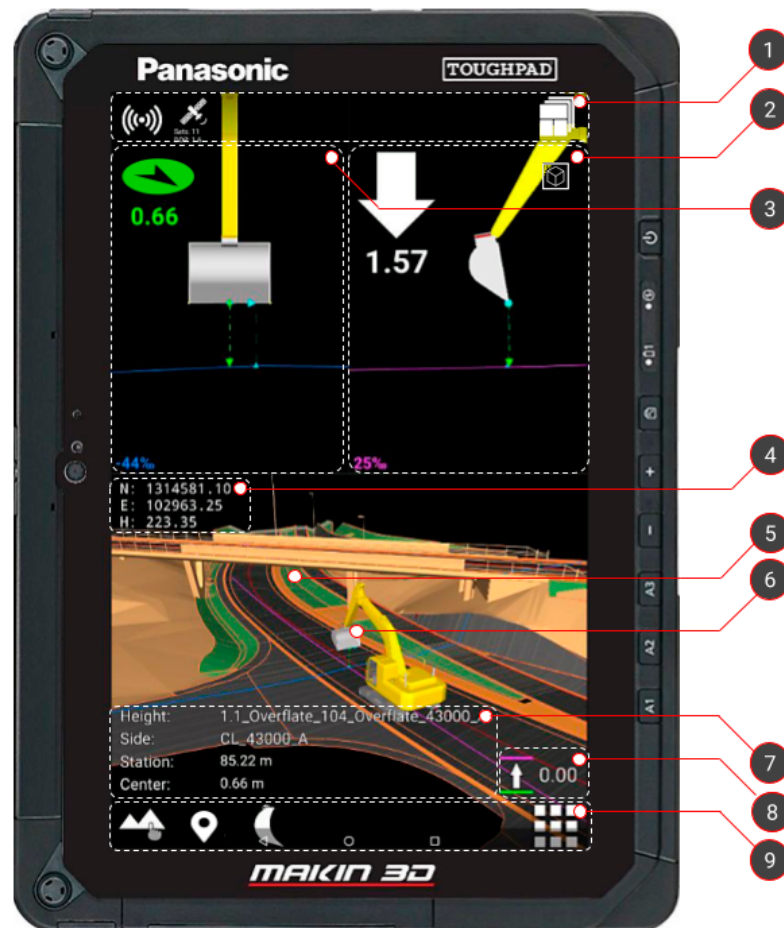 Panasonic
TOUGHPAD
Sats: 11
0.66
1.57
-44‰
25‰
N: 1314581.10
E: 102963.25
H: 223.35
Height: 1.1_Overflate_104_Overflate_43000_
Side: CL_43000_A
Station: 85.22 m
Center: 0.66 m
0.00
MAKIN 3D
A3
A2
A1
1
2
3
4
5
6
7
8
9